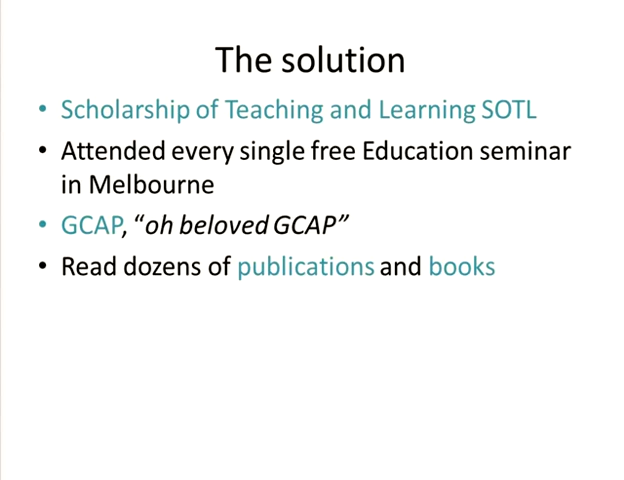 The solution
• Scholarship of Teaching and Learning SOTL
• Attended every single free Education seminar
in Melbourne
• GCAP, “oh beloved GCAP”
• Read dozens of publications and books